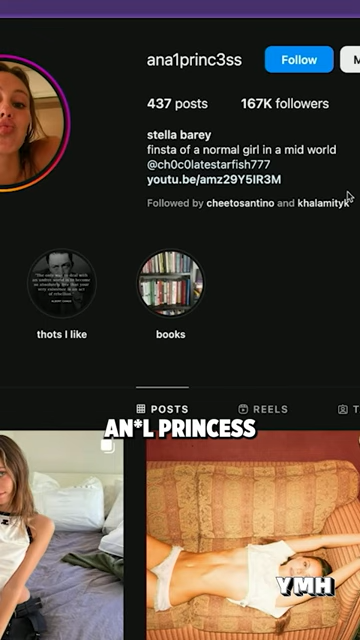 ana1princ3ss
Follow
M
437 posts
167K followers
stella barey
finsta of a normal girl in a mid world
@ch0c0latestarfish777
youtu.be/amz29Y5IR3M
Followed by cheetosantino and khalamityk
thots I like
books
POSTS
REELS
T
AN*L PRINCESS
YMH